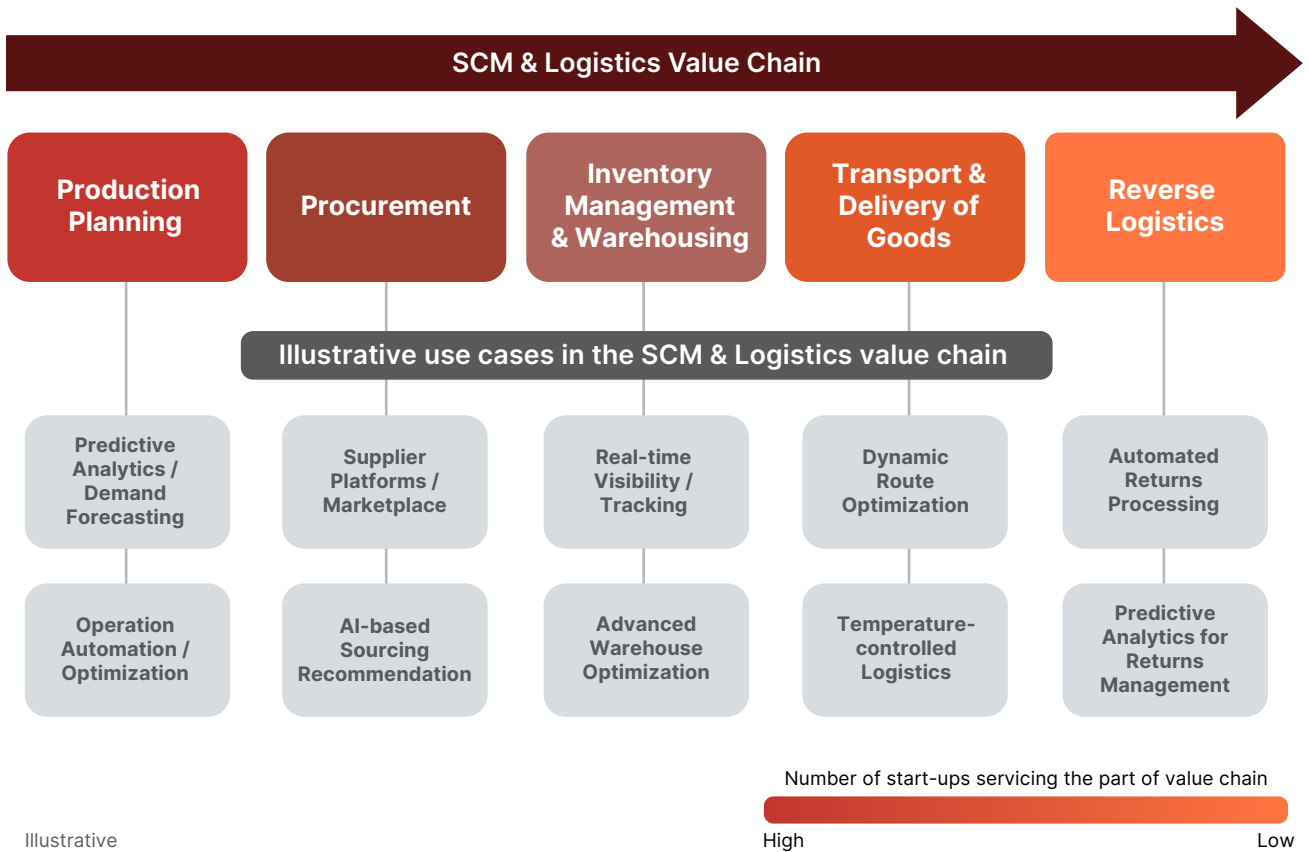 SCM & Logistics Value Chain
Production
Planning
Procurement
Inventory
Management
& Warehousing
Transport &
Delivery of
Goods
Reverse
Logistics
Illustrative use cases in the SCM & Logistics value chain
Predictive
Analytics /
Demand
Forecasting
Supplier
Platforms /
Marketplace
Real-time
Visibility /
Tracking
Dynamic
Route
Optimization
Automated
Returns
Processing
Operation
Automation /
Optimization
AI-based
Sourcing
Recommendation
Advanced
Warehouse
Optimization
Temperature-
controlled
Logistics
Predictive
Analytics for
Returns
Management
Number of start-ups servicing the part of value chain
High
Low
Illustrative